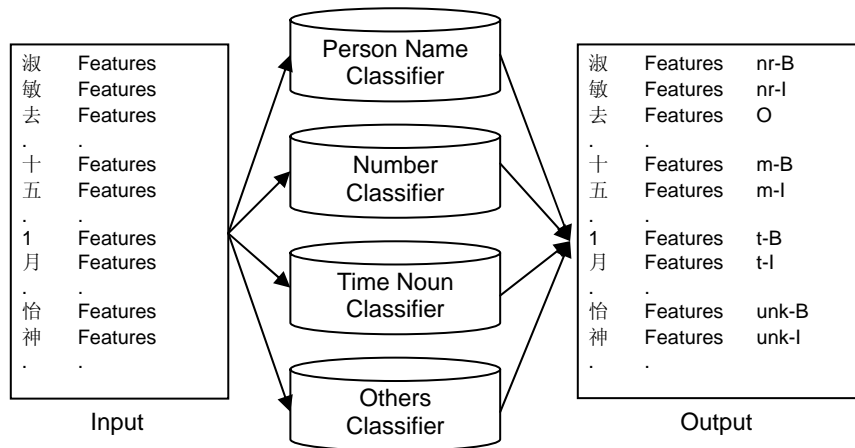 淑 Features
敏 Features
去 Features
. .
十 Features
五 Features
. .
1 Features
月 Features
. .
怡 Features
神 Features
. .
Input
Person Name
Classifier
Number
Classifier
Time Noun
Classifier
Others
Classifier
淑 Features nr-B
敏 Features nr-I
去 Features O
. .
十 Features m-B
五 Features m-I
. .
1 Features t-B
月 Features t-I
. .
怡 Features unk-B
神 Features unk-I
. .
Output